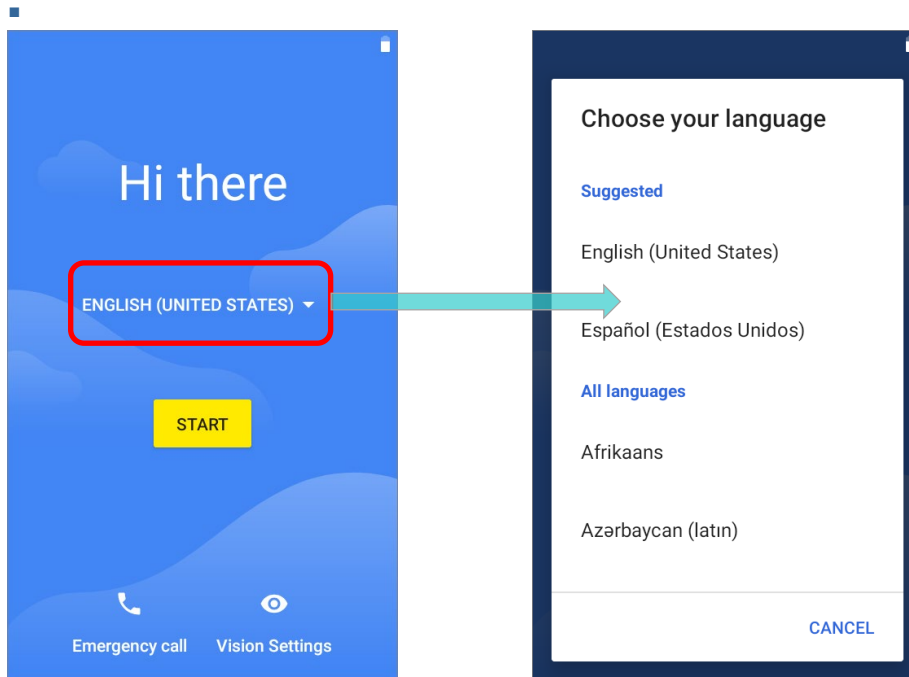 Hi there
ENGLISH (UNITED STATES)
START
Emergency call
Vision Settings
Choose your language
Suggested
English (United States)
Español (Estados Unidos)
All languages
Afrikaans
Azərbaycan (latın)
CANCEL